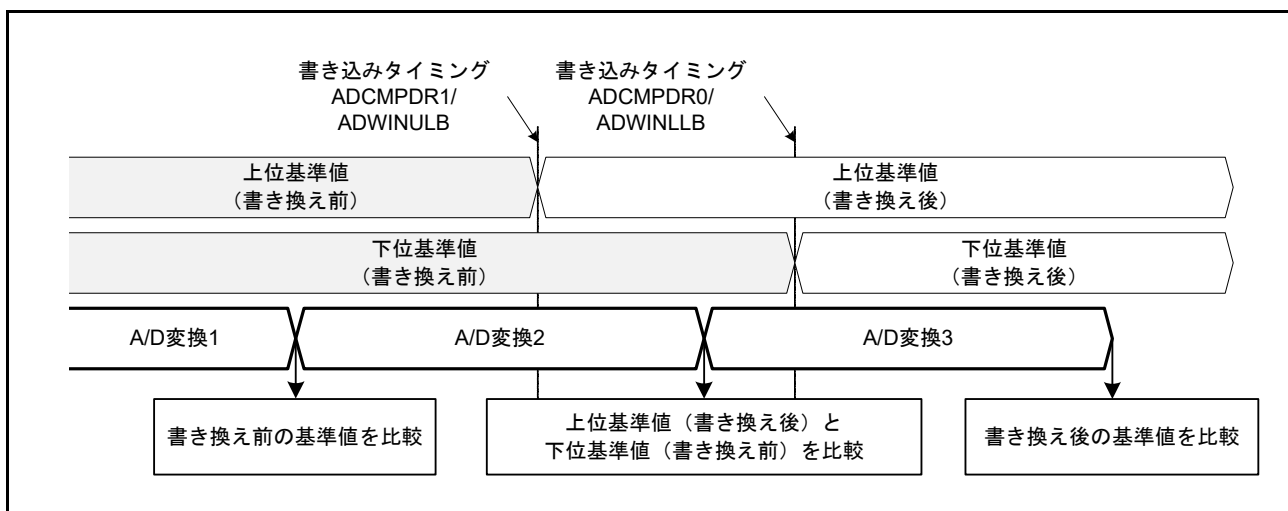 書き込みタイミング
ADCMPDR1/
ADWINULB
書き込みタイミング
ADCMPDR0/
ADWINLLB
上位基準値
（書き換え前）
上位基準値
（書き換え後）
下位基準値
（書き換え前）
下位基準値
（書き換え後）
A/D変換1
A/D変換2
A/D変換3
書き換え前の基準値を比較
上位基準値（書き換え後）と
下位基準値（書き換え前）を比較
書き換え後の基準値を比較